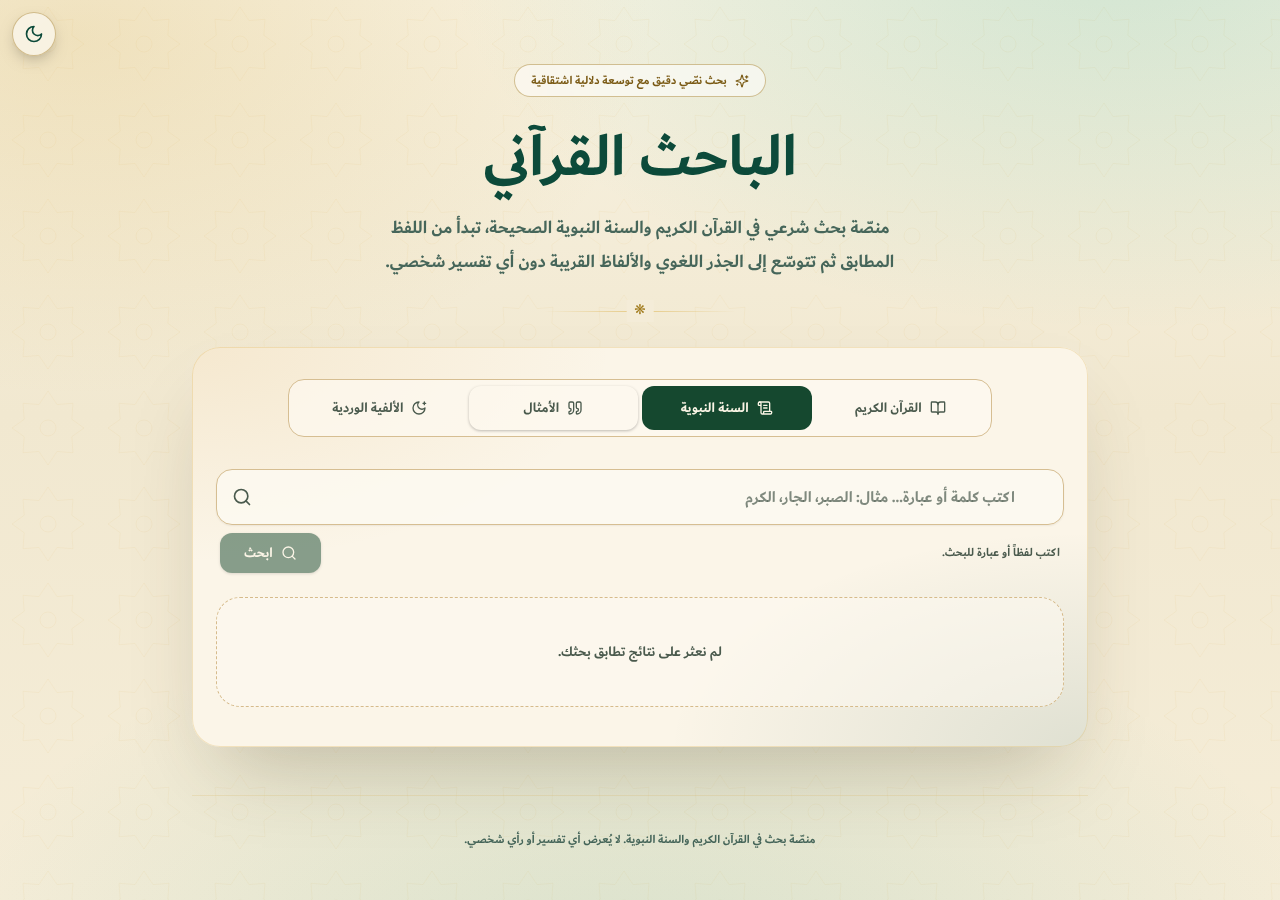 بحث نصّي دقيق مع توسعة دلالية اشتقاقية
الباحث القرآني
منصّة بحث شرعي في القرآن الكريم والسنة النبوية الصحيحة، تبدأ من اللفظ
المطابق ثم تتوسّع إلى الجذر اللغوي والألفاظ القريبة دون أي تفسير شخصي.
القرآن الكريم
السنة النبوية
الأمثال
الألفية الوردية
اكتب كلمة أو عبارة... مثال: الصبر، الجار، الكرم
اكتب لفظاً أو عبارة للبحث.
ابحث
لم نعثر على نتائج تطابق بحثك.
منصّة بحث في القرآن الكريم والسنة النبوية. لا يُعرض أي تفسير أو رأي شخصي.